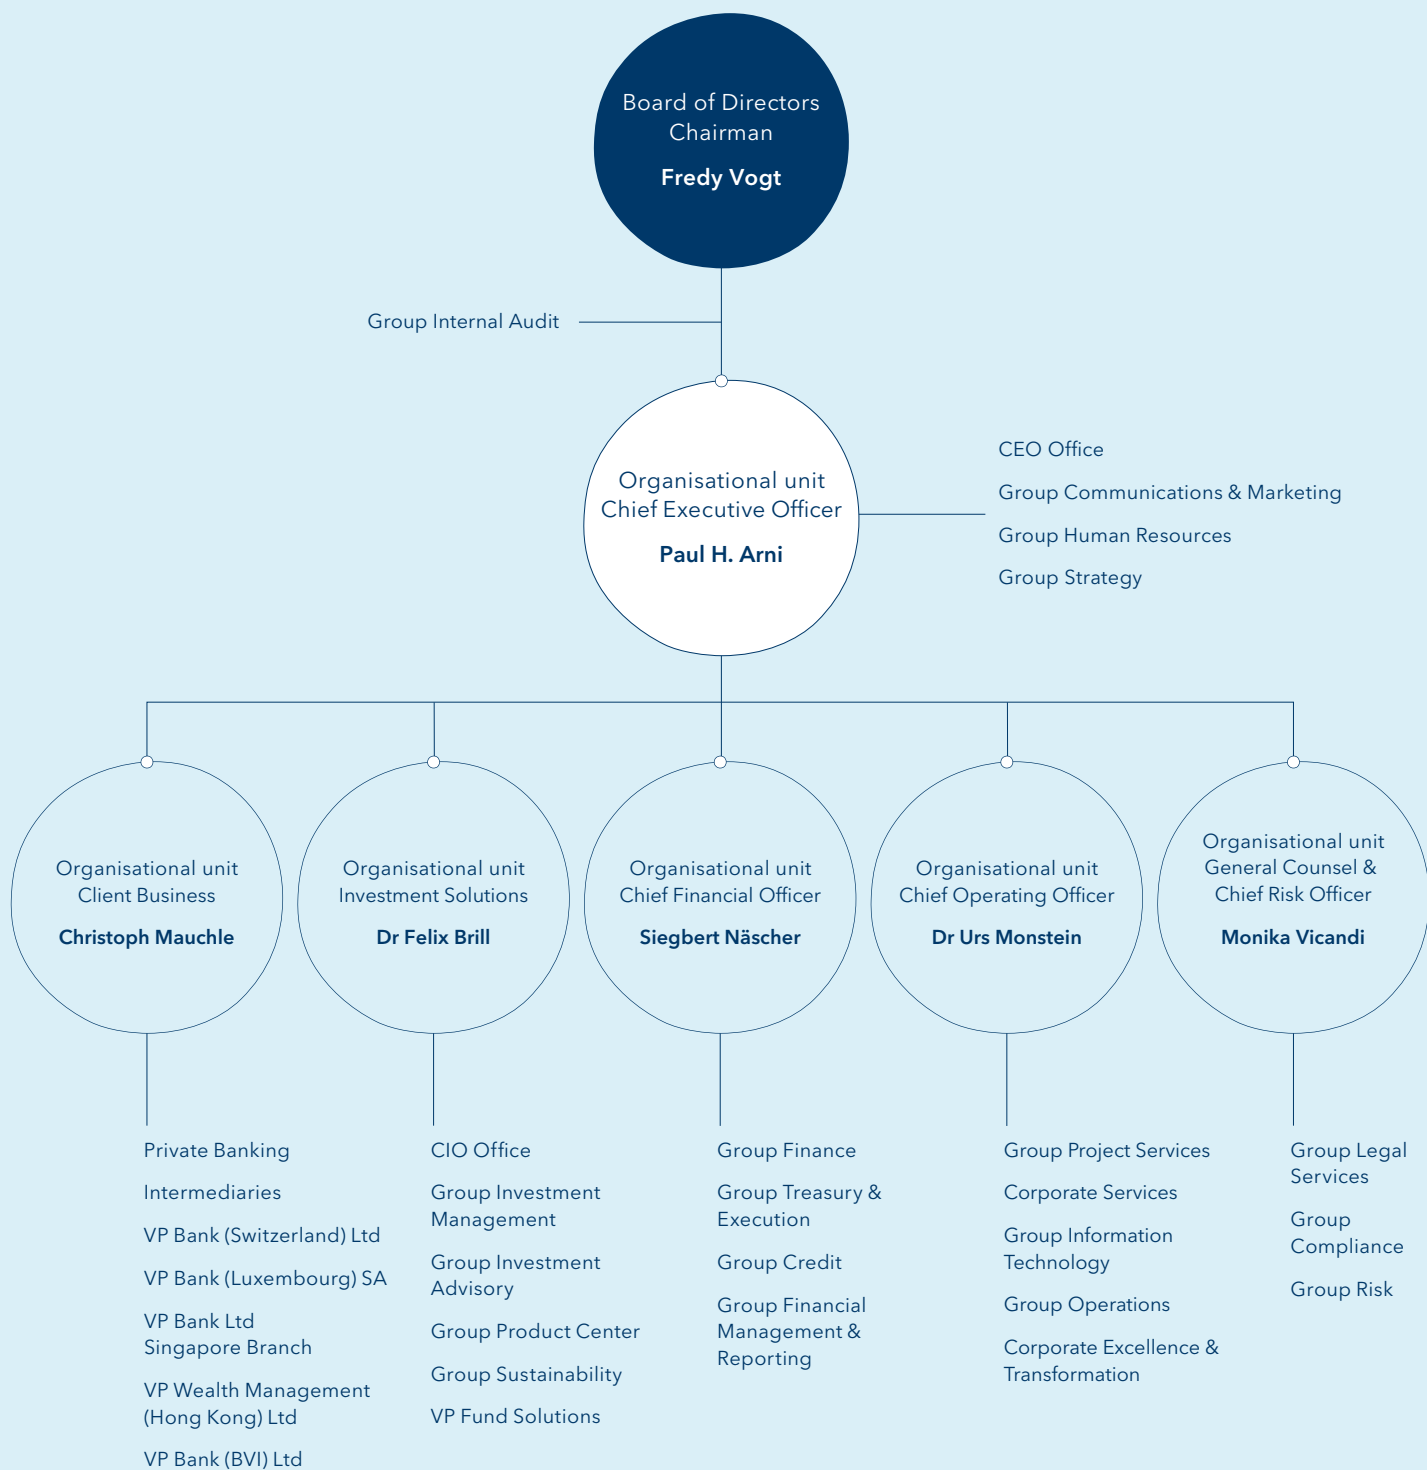 Board of Directors
Chairman
Fredy Vogt
Group Internal Audit
Organisational unit
Chief Executive Officer
Paul H. Arni
CEO Office
Group Communications & Marketing
Group Human Resources
Group Strategy
Organisational unit
Client Business
Christoph Mauchle
Organisational unit
Investment Solutions
Dr Felix Brill
Organisational unit
Chief Financial Officer
Siegbert Näscher
Organisational unit
Chief Operating Officer
Dr Urs Monstein
Organisational unit
General Counsel &
Chief Risk Officer
Monika Vicandi
Private Banking
Intermediaries
VP Bank (Switzerland) Ltd
VP Bank (Luxembourg) SA
VP Bank Ltd
Singapore Branch
VP Wealth Management
(Hong Kong) Ltd
VP Bank (BVI) Ltd
CIO Office
Group Investment
Management
Group Investment
Advisory
Group Product Center
Group Sustainability
VP Fund Solutions
Group Finance
Group Treasury &
Execution
Group Credit
Group Financial
Management &
Reporting
Group Project Services
Corporate Services
Group Information
Technology
Group Operations
Corporate Excellence &
Transformation
Group Legal
Services
Group
Compliance
Group Risk